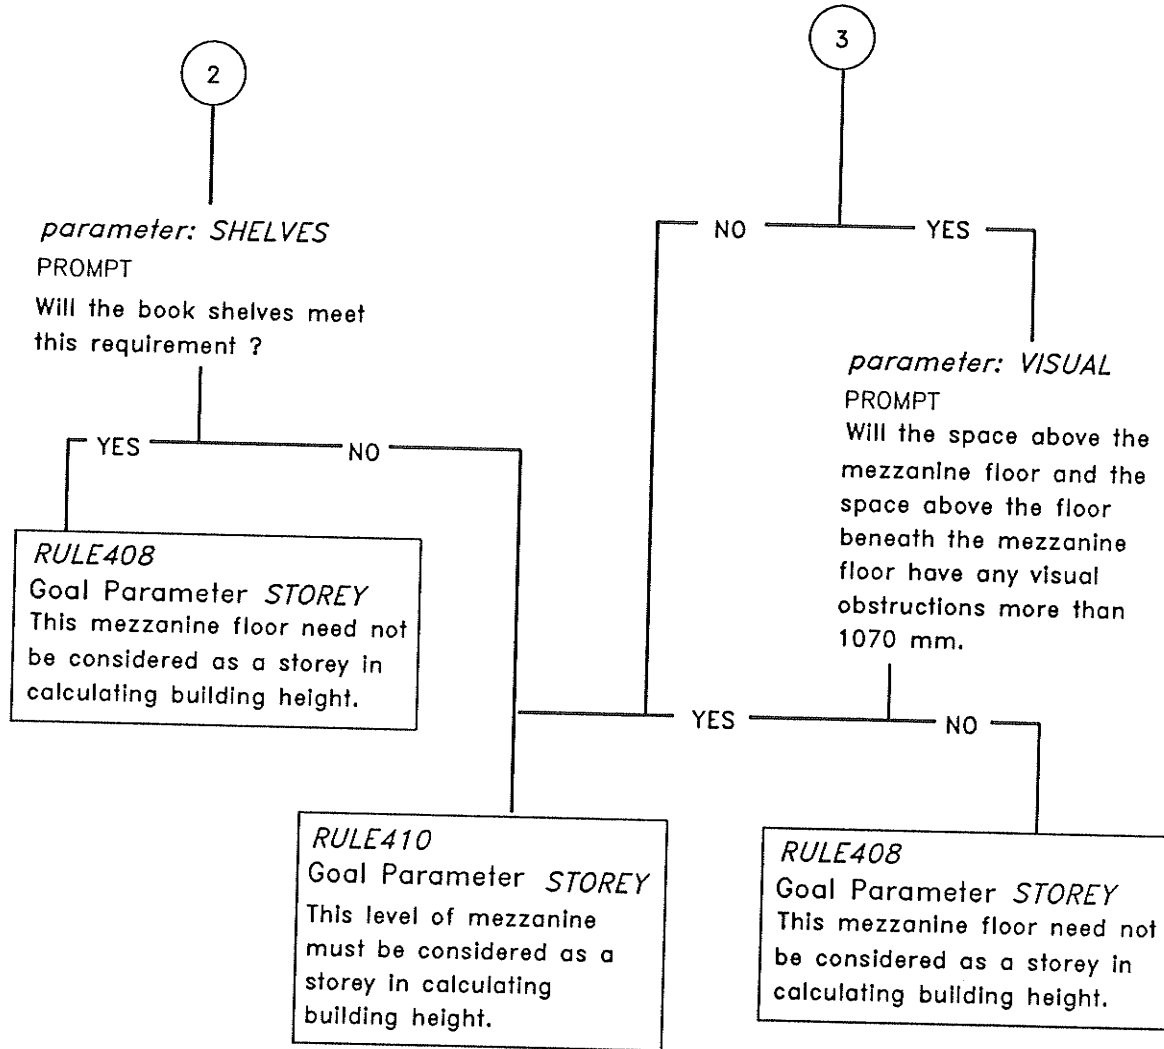 2
parameter: SHELVES
PROMPT
Will the book shelves meet
this requirement ?
YES
NO
RULE408
Goal Parameter STOREY
This mezzanine floor need not
be considered as a storey in
calculating building height.
3
NO
YES
parameter: VISUAL
PROMPT
Will the space above the
mezzanine floor and the
space above the floor
beneath the mezzanine
floor have any visual
obstructions more than
1070 mm.
YES
NO
RULE410
Goal Parameter STOREY
This level of mezzanine
must be considered as a
storey in calculating
building height.
RULE408
Goal Parameter STOREY
This mezzanine floor need not
be considered as a storey in
calculating building height.